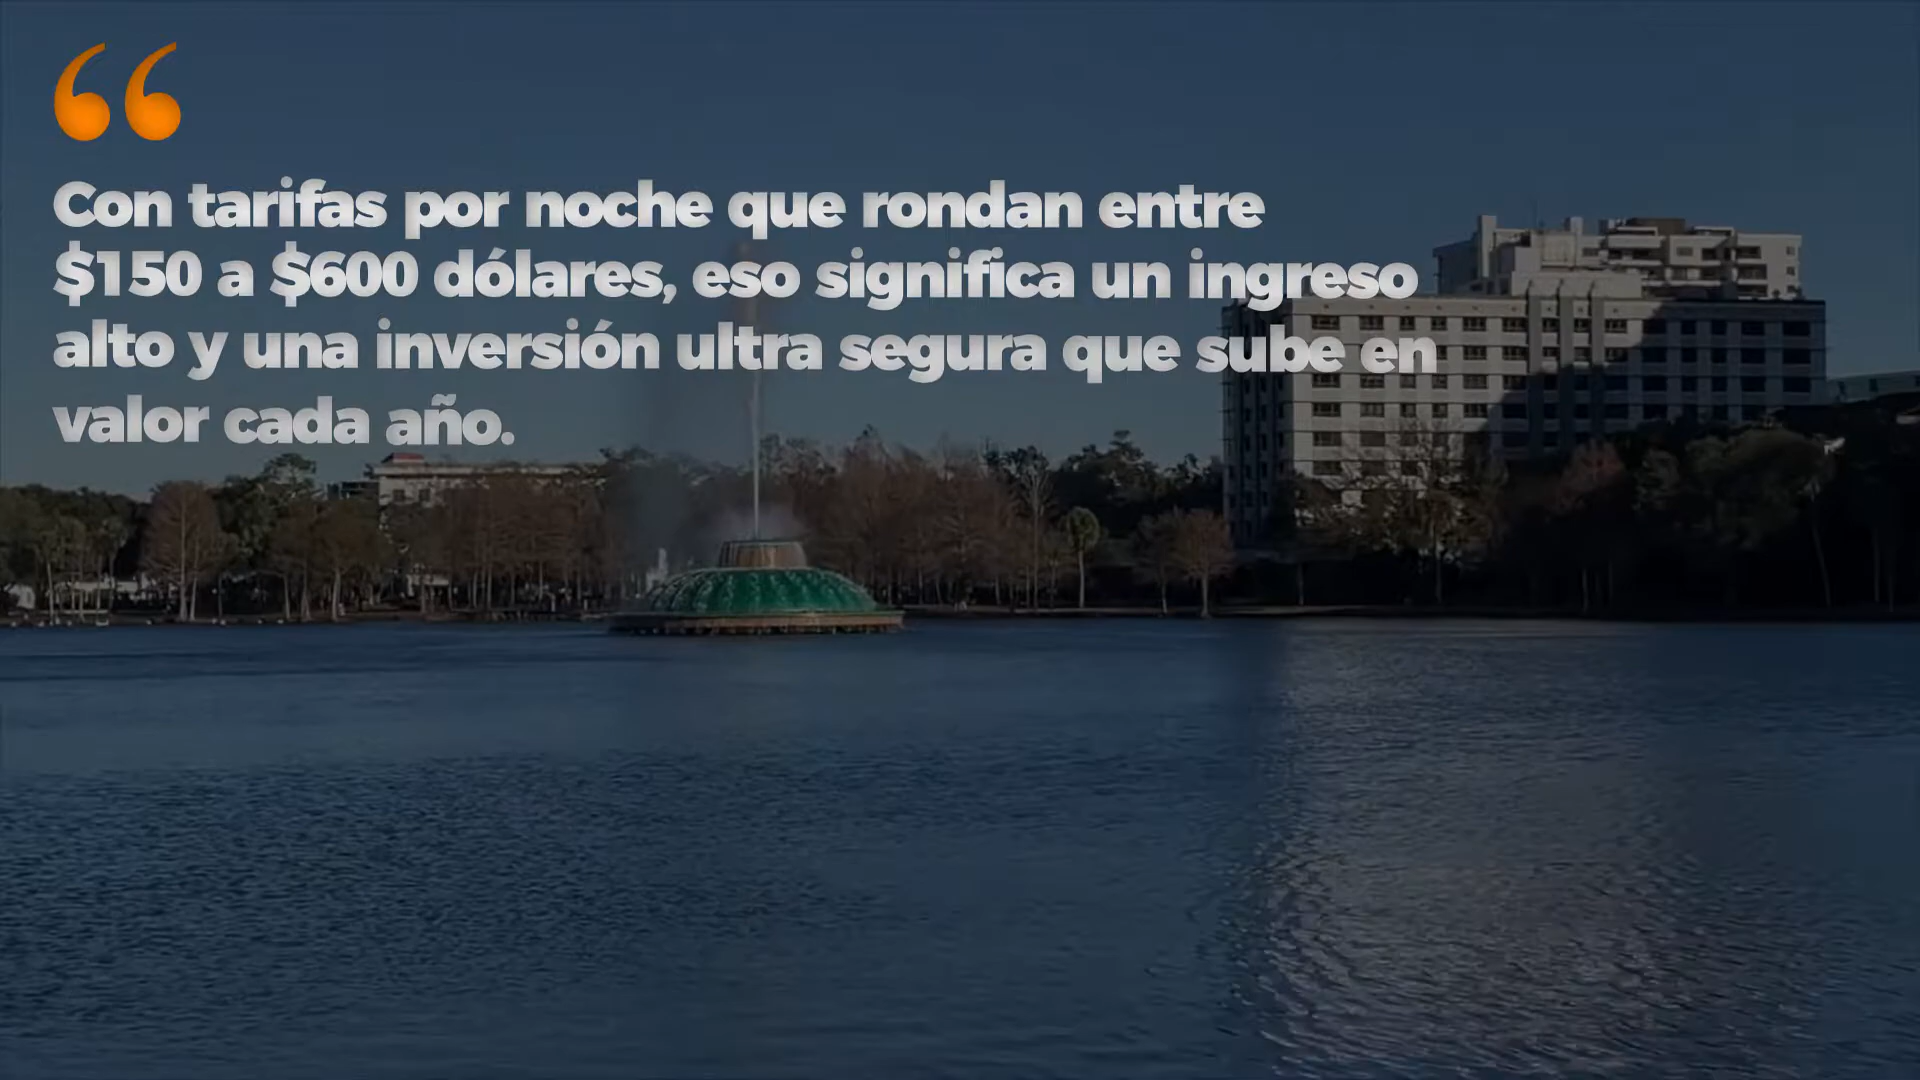 “
Con tarifas por noche que rondan entre
$150 a $600 dólares, eso significa un ingreso
alto y una inversión ultra segura que sube en
valor cada año.